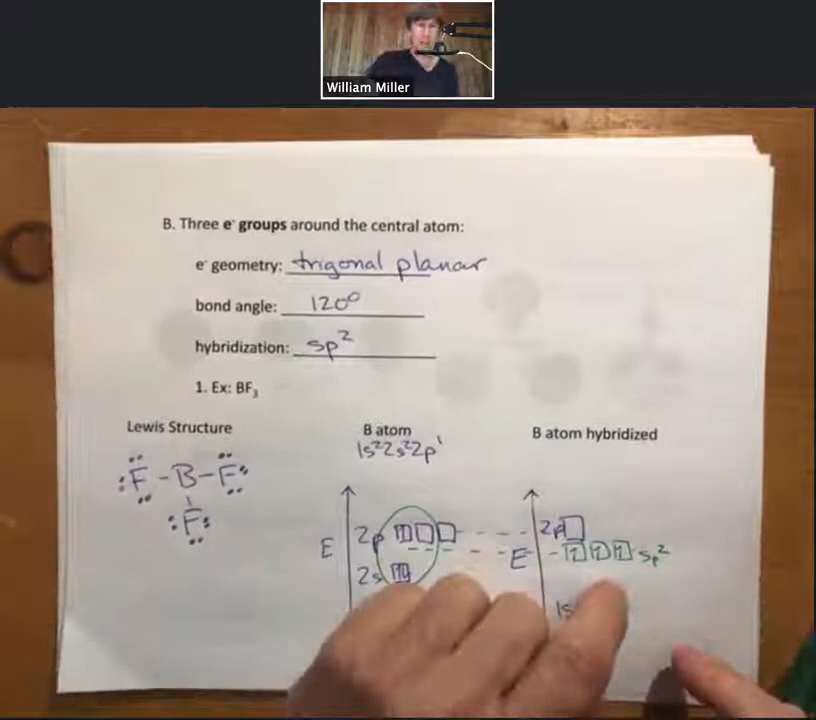 William Miller
B. Three e⁻ groups around the central atom:
e⁻ geometry: trigonal planar
bond angle: 120°
hybridization: sp²
1. Ex: BF₃
Lewis Structure
B atom
B atom hybridized
1s²2s²2p¹
:F-B-F:
:F:
E
2p
2s
E
2p
sp²
1s